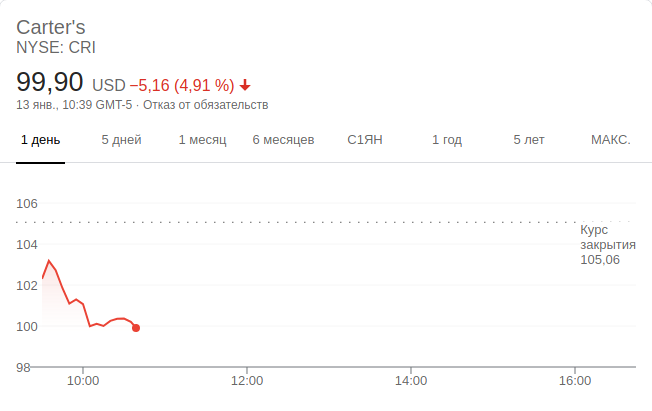 Carter's
NYSE: CRI
99,90 USD −5,16 (4,91 %)
13 янв., 10:39 GMT-5 · Отказ от обязательств
1 день 5 дней 1 месяц 6 месяцев С1ЯН 1 год 5 лет МАКС.
106
Курс
закрытия
105,06
104
102
100
98
10:00 12:00 14:00 16:00